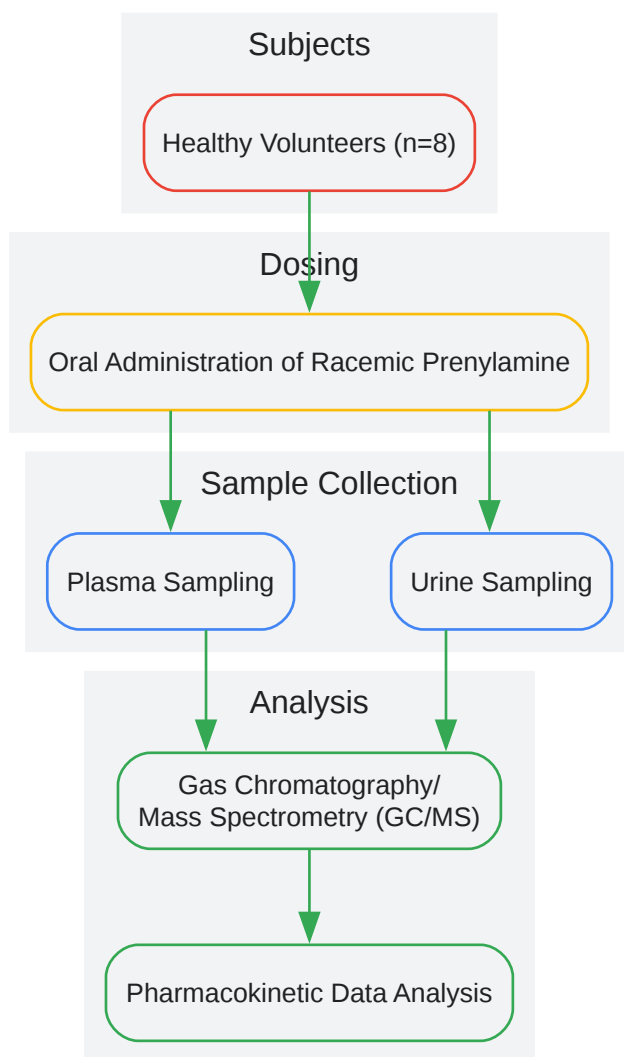 Subjects
Healthy Volunteers (n=8)
Dosing
Oral Administration of Racemic Prenylamine
Sample Collection
Plasma Sampling
Urine Sampling
Analysis
Gas Chromatography/
Mass Spectrometry (GC/MS)
Pharmacokinetic Data Analysis